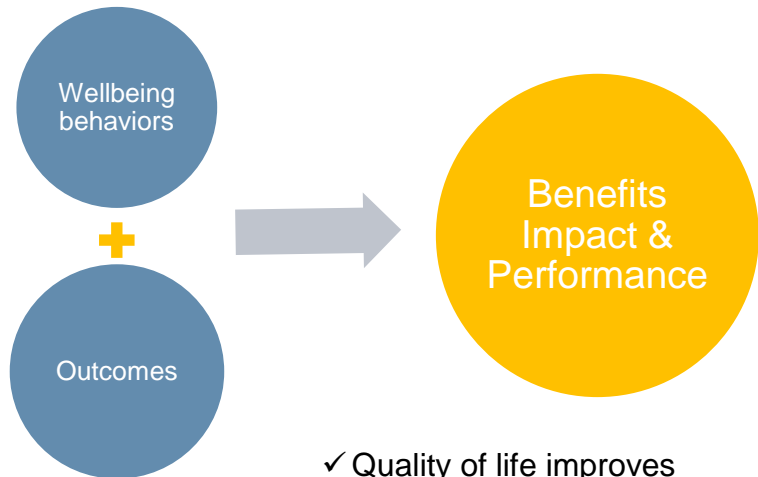 Wellbeing
behaviors
Outcomes
Benefits
Impact &
Performance
✓ Quality of life improves